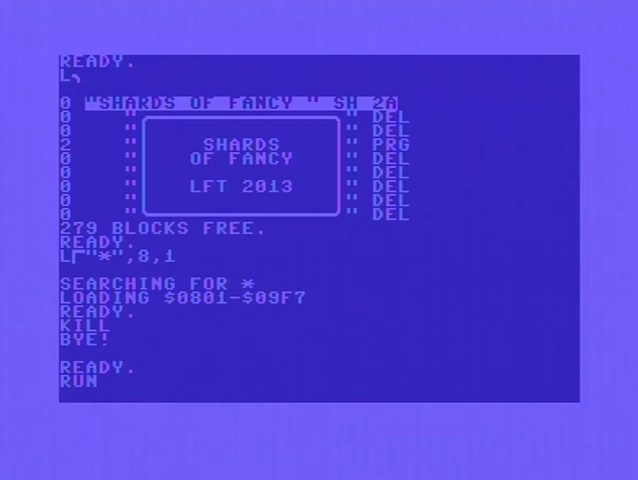 READY.
L╮
0 "SHARDS OF FANCY " SH 2A
0 " " DEL
0 " " DEL
2 " SHARDS " PRG
0 " OF FANCY " DEL
0 " " DEL
0 " LFT 2013 " DEL
0 " " DEL
0 " " DEL
279 BLOCKS FREE.
READY.
L┌"*",8,1
SEARCHING FOR *
LOADING $0801-$09F7
READY.
KILL
BYE!
READY.
RUN